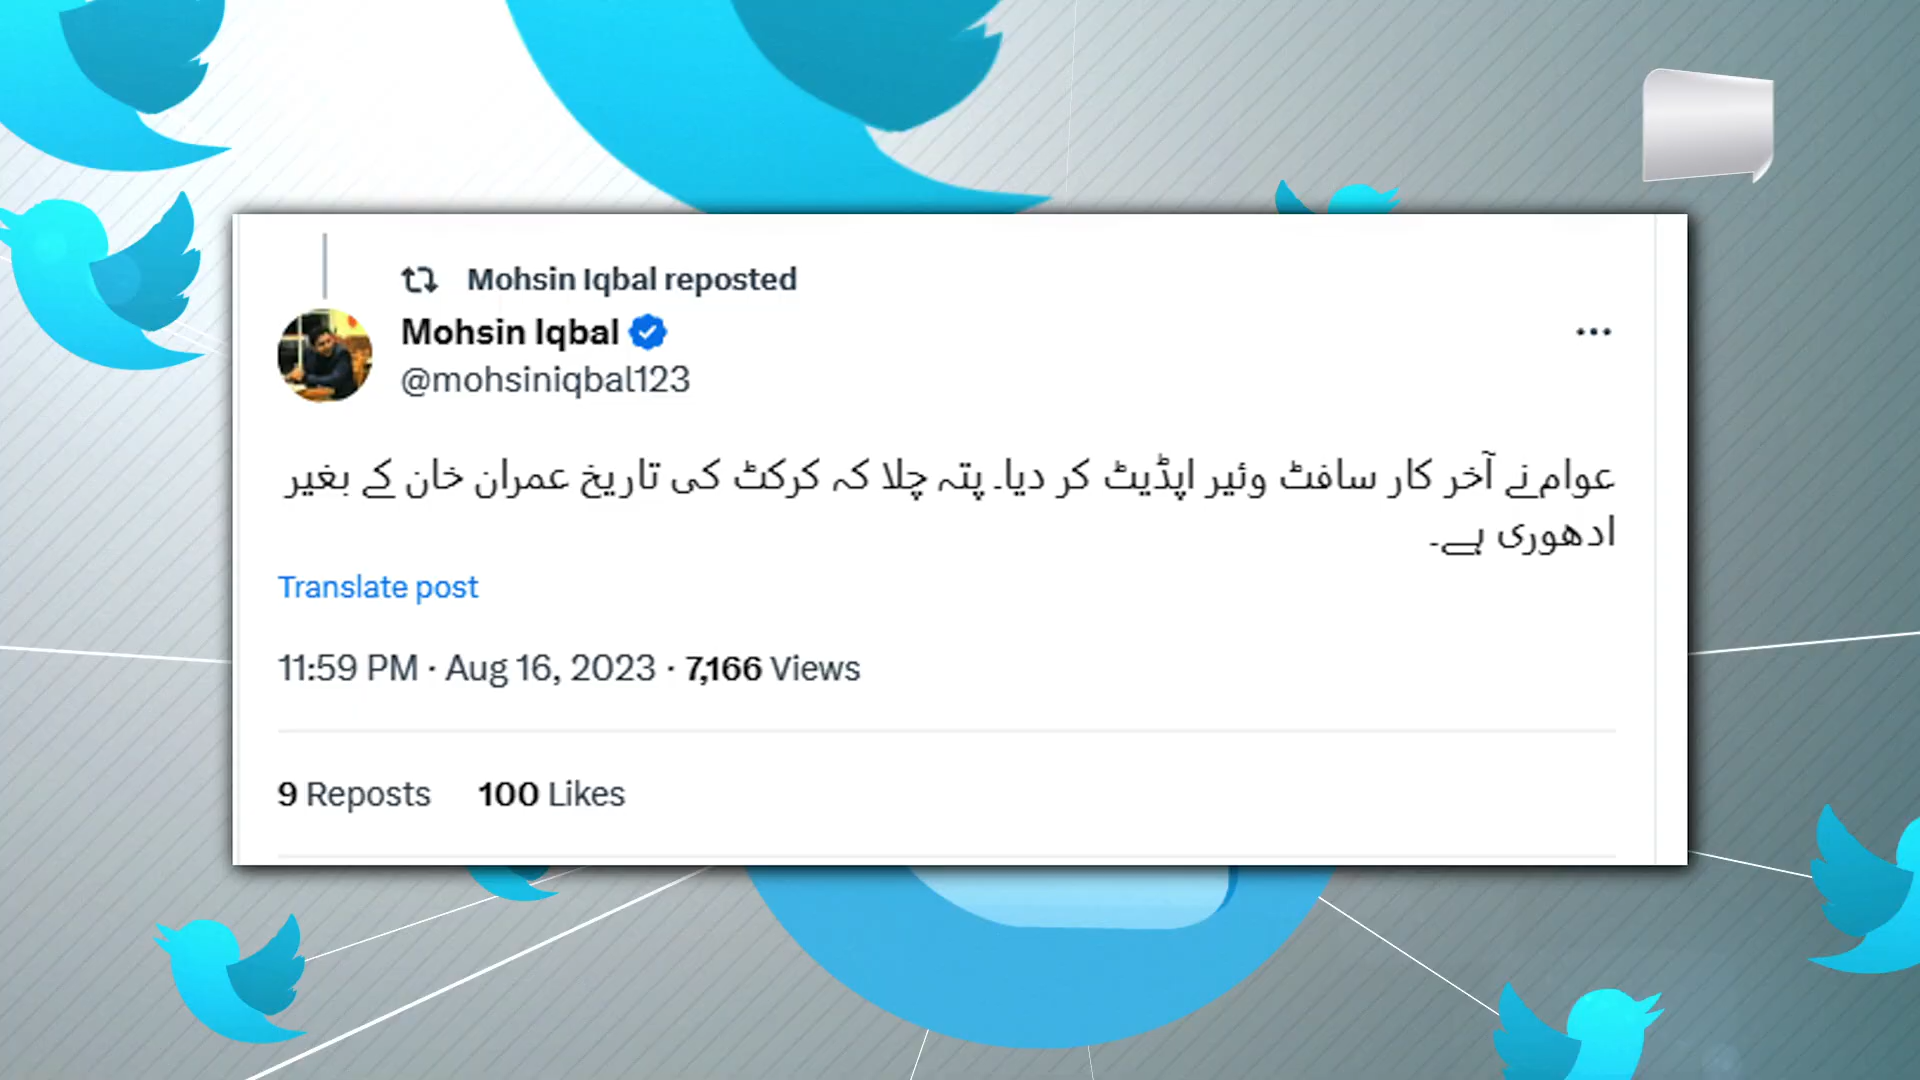 Mohsin Iqbal reposted
Mohsin Iqbal
@mohsiniqbal123
عوام نے آخر کار سافٹ وئیر اپڈیٹ کر دیا۔ پتہ چلا کہ کرکٹ کی تاریخ عمران خان کے بغیر
ادھوری ہے۔
Translate post
11:59 PM · Aug 16, 2023 · 7,166 Views
9 Reposts 100 Likes